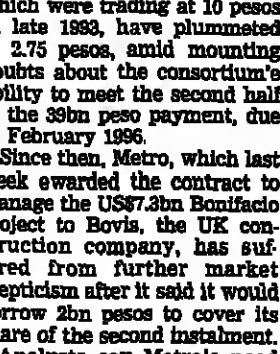 hich were trading at 10 pesos
late 1993, have plummeted
2.75 pesos, amid mounting
oubts about the consortium's
bility to meet the second half
the 39bn peso payment, due
February 1996.
Since then, Metro, which last
eek awarded the contract to
anage the US$7.3bn Bonifacio
oject to Bovis, the UK con-
ruction company, has suf-
red from further market
epticism after it said it would
rrow 2bn pesos to cover its
are of the second instalment.